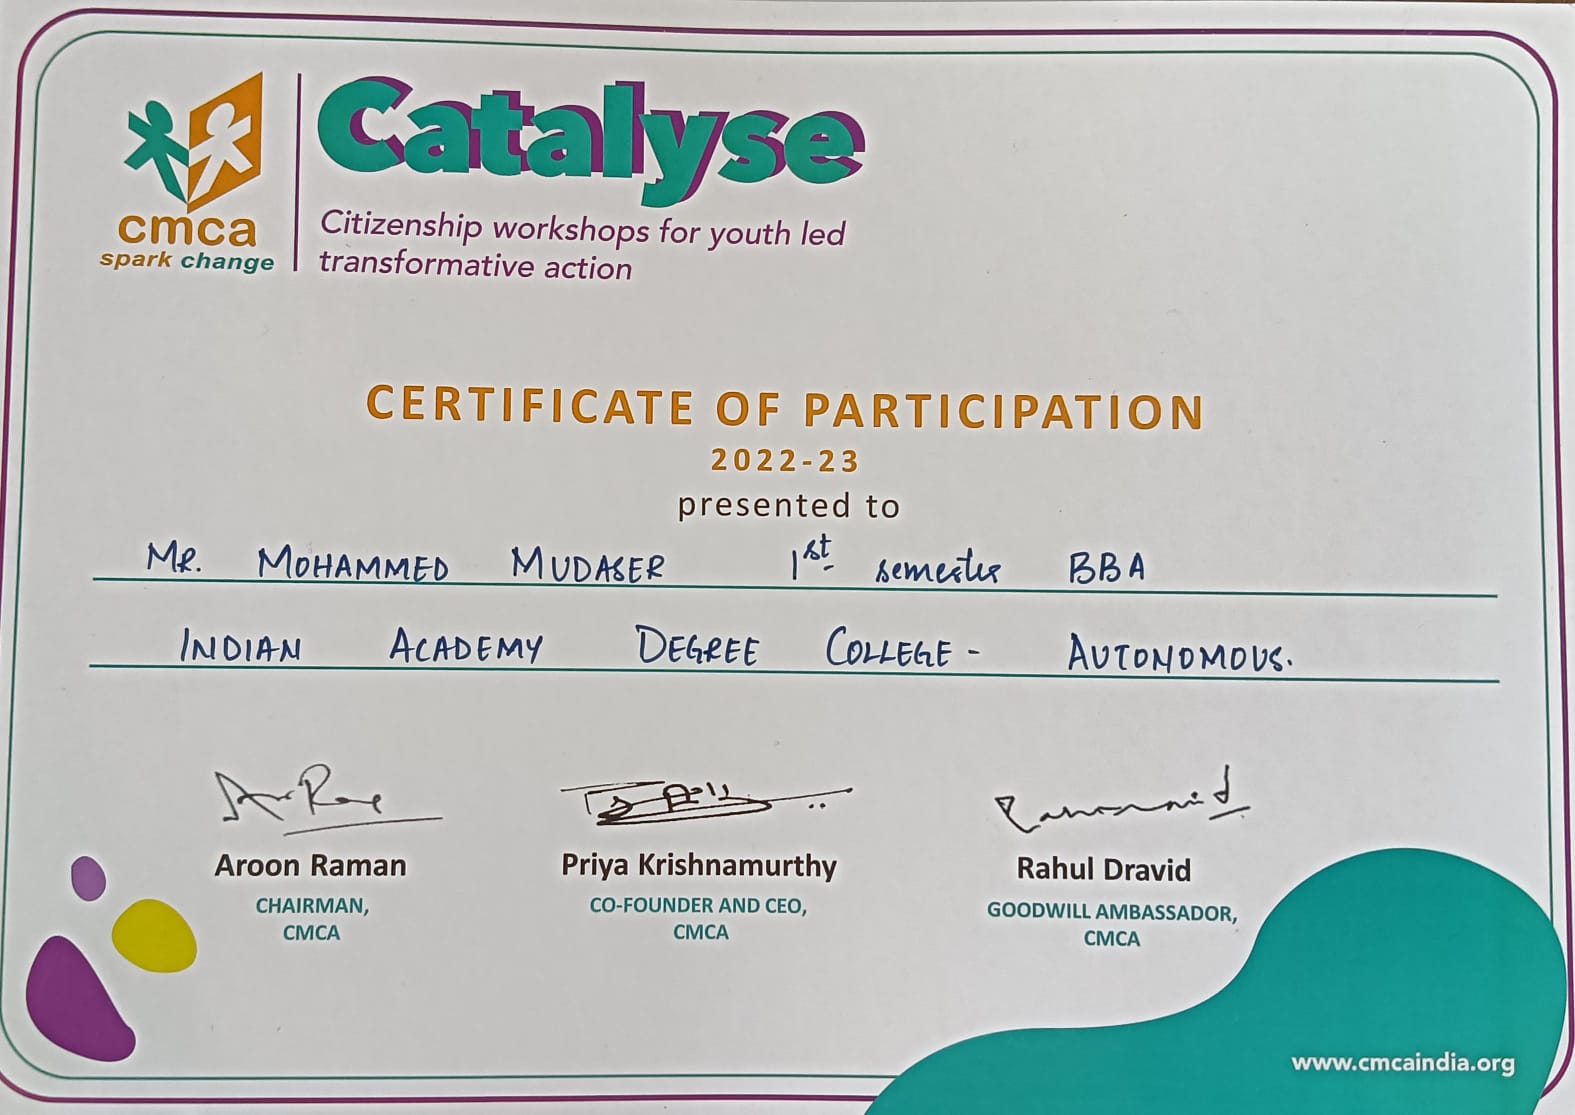 cmca
spark change
Catalyse
Citizenship workshops for youth led
transformative action
CERTIFICATE OF PARTICIPATION
2022-23
presented to
MR. MOHAMMED MUDASER 1st semester BBA
INDIAN ACADEMY DEGREE COLLEGE - AUTONOMOUS.
Aroon Raman
CHAIRMAN,
CMCA
Priya Krishnamurthy
CO-FOUNDER AND CEO,
CMCA
Rahul Dravid
GOODWILL AMBASSADOR,
CMCA
www.cmcaindia.org